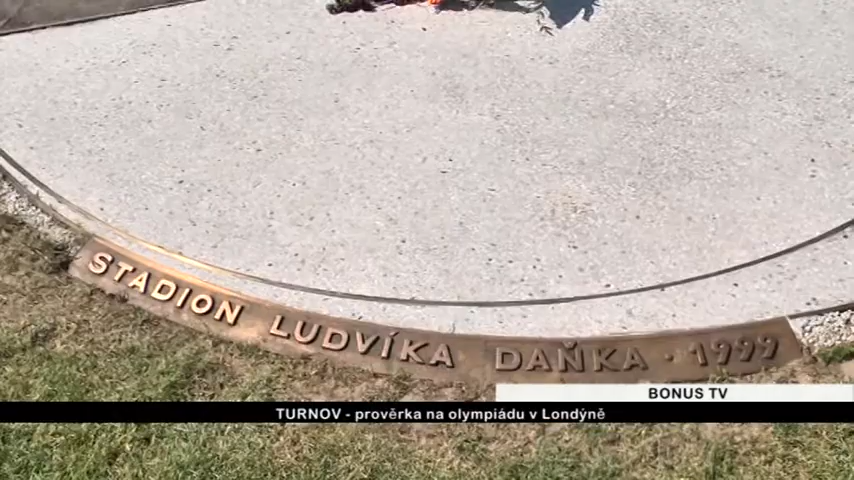 STADION LUDVÍKA DAŇKA · 1999
BONUS TV
TURNOV - prověrka na olympiádu v Londýně